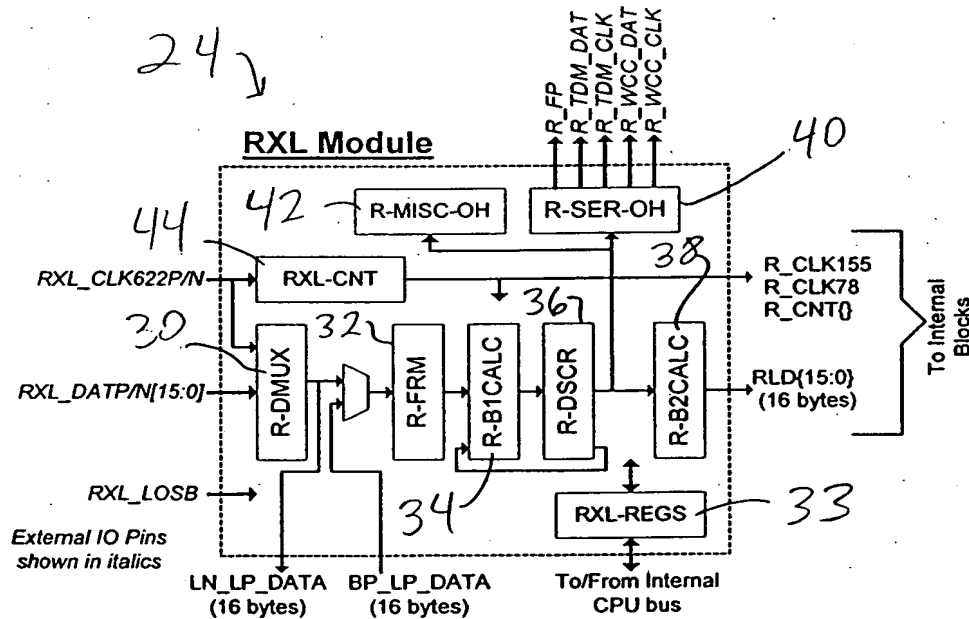 24
RXL Module
R_FP
R_TDM_DAT
R_TDM_CLK
R_WCC_DAT
R_WCC_CLK
40
42
R-MISC-OH
R-SER-OH
44
RXL_CLK622P/N
RXL-CNT
38
R_CLK155
R_CLK78
R_CNT{}
To Internal
Blocks
30
32
36
RXL_DATP/N[15:0]
R-DMUX
R-FRM
R-B1CALC
R-DSCR
R-B2CALC
RLD{15:0}
(16 bytes)
34
RXL_LOSB
RXL-REGS
33
External IO Pins
shown in italics
LN_LP_DATA
(16 bytes)
BP_LP_DATA
(16 bytes)
To/From Internal
CPU bus